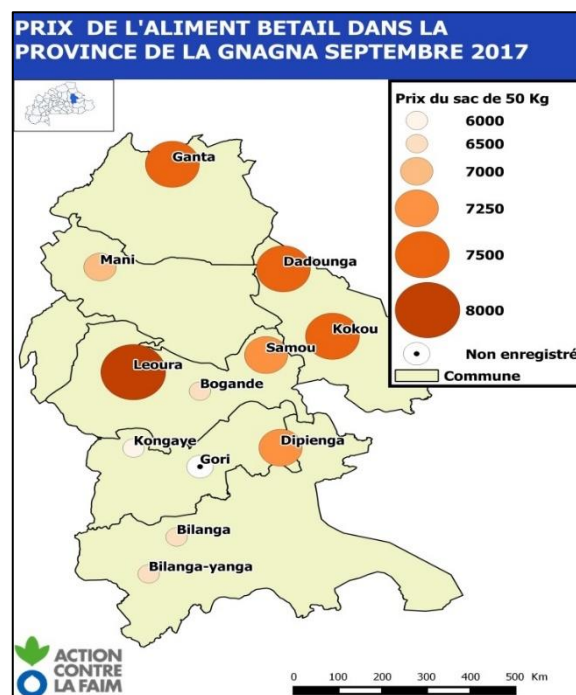 PRIX DE L'ALIMENT BETAIL DANS LA
PROVINCE DE LA GNAGNA SEPTEMBRE 2017
Prix du sac de 50 Kg
6000
6500
7000
7250
7500
8000
Non enregistré
Commune
Ganta
Mani
Dadounga
Kokou
Samou
Leoura
Bogande
Kongaye
Gori
Dipienga
Bilanga
Bilanga-yanga
ACTION
CONTRE
LA FAIM
0 100 200 300 400 500 Km